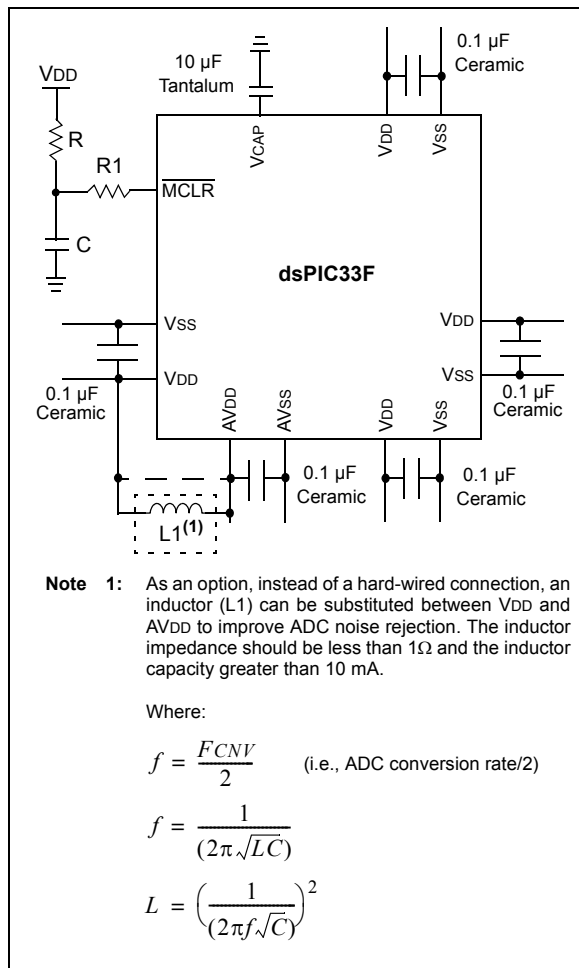 VDD
R
R1
C
10 µF
Tantalum
0.1 µF
Ceramic
VCAP
VDD
VSS
MCLR
dsPIC33F
VSS
VDD
VDD
VSS
0.1 µF
Ceramic
0.1 µF
Ceramic
AVDD
AVSS
VDD
VSS
0.1 µF
Ceramic
0.1 µF
Ceramic
L1(1)
Note 1: As an option, instead of a hard-wired connection, an
inductor (L1) can be substituted between VDD and
AVDD to improve ADC noise rejection. The inductor
impedance should be less than 1Ω and the inductor
capacity greater than 10 mA.
Where:
f = FCNV / 2 (i.e., ADC conversion rate/2)
f = 1 / (2π√LC)
L = (1 / (2πf√C))²